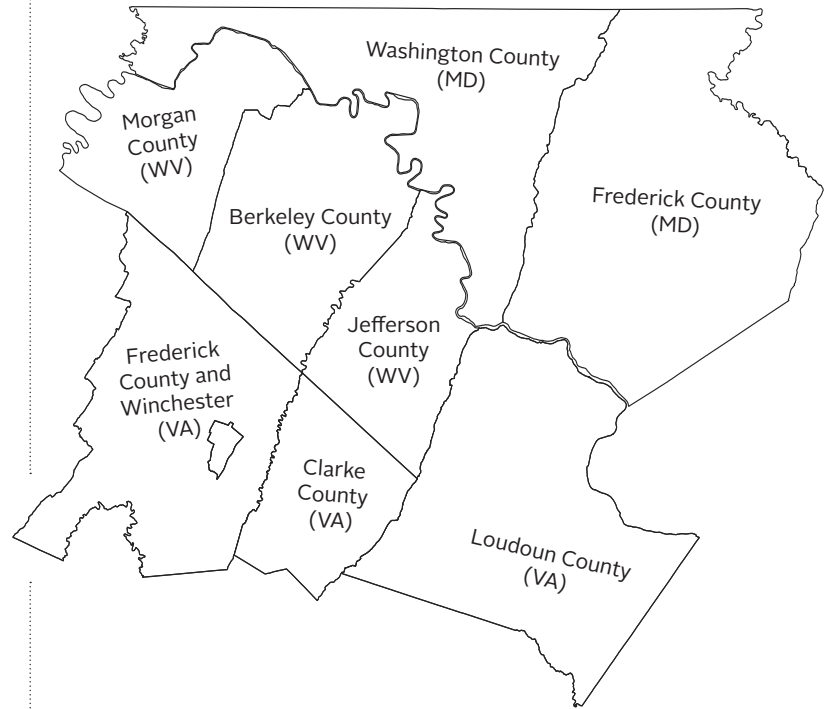 Washington County
(MD)
Morgan
County
(WV)
Frederick County
(MD)
Berkeley County
(WV)
Jefferson
County
(WV)
Frederick
County and
Winchester
(VA)
Clarke
County
(VA)
Loudoun County
(VA)